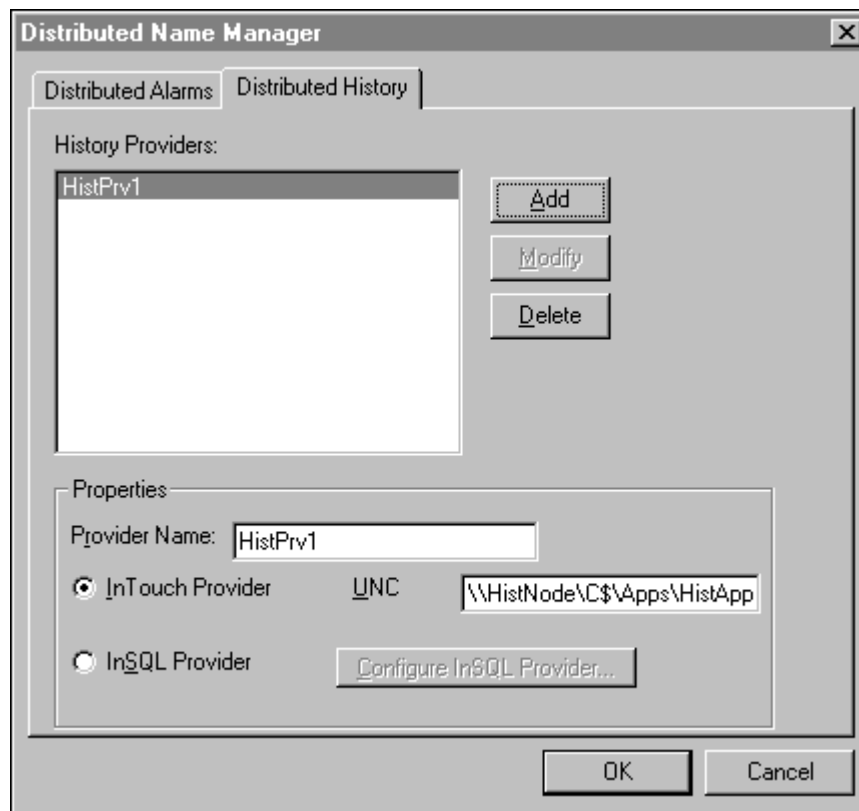 Distributed Name Manager
Distributed Alarms
Distributed History
History Providers:
HistPrv1
Add
Modify
Delete
Properties
Provider Name:
HistPrv1
InTouch Provider
UNC
\\HistNode\C$\Apps\HistApp
InSQL Provider
Configure InSQL Provider...
OK
Cancel